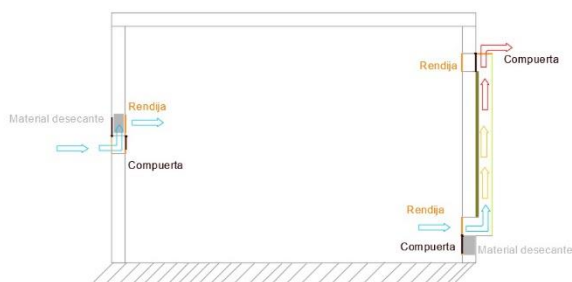 Rendija
Compuerta
Rendija
Material desecante
Compuerta
Rendija
Compuerta
Material desecante